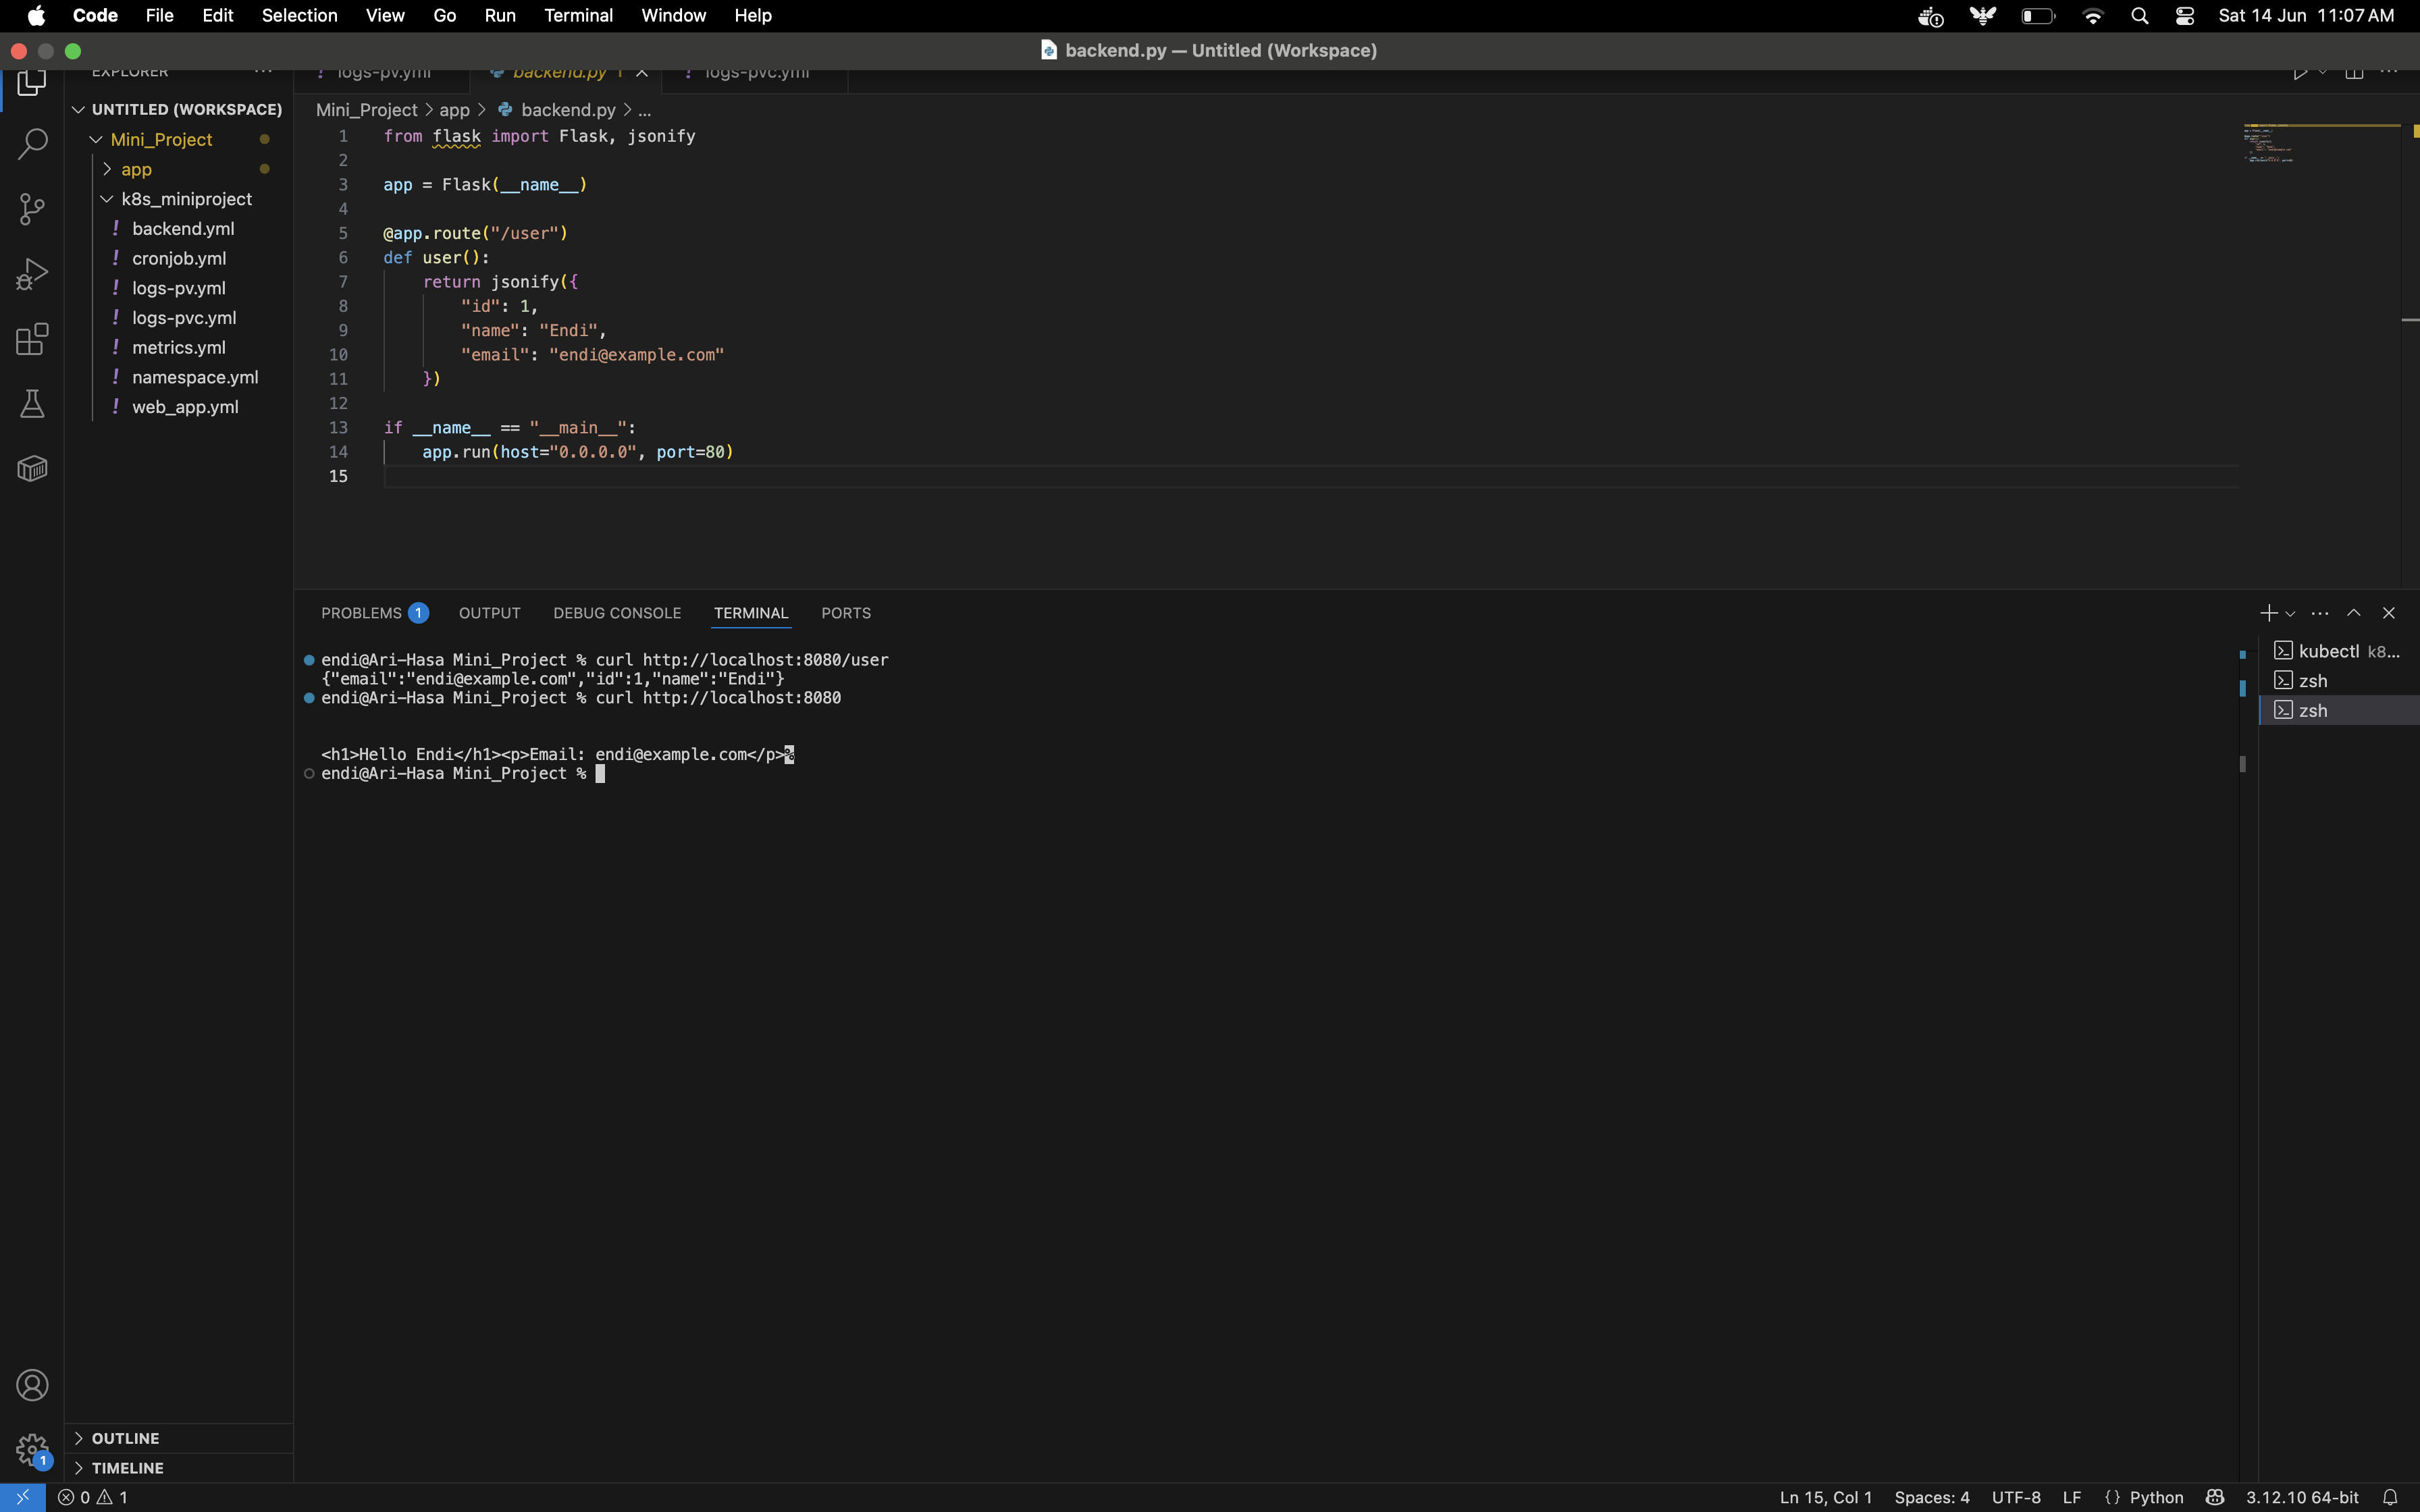 Code File Edit Selection View Go Run Terminal Window Help Sat 14 Jun 11:07 AM
backend.py — Untitled (Workspace)
EXPLORER ...
! logs-pv.yml backend.py 1 ! logs-pvc.yml
UNTITLED (WORKSPACE)
Mini_Project
app
k8s_miniproject
! backend.yml
! cronjob.yml
! logs-pv.yml
! logs-pvc.yml
! metrics.yml
! namespace.yml
! web_app.yml
OUTLINE
TIMELINE
Mini_Project > app > backend.py > ...
1 from flask import Flask, jsonify
2
3 app = Flask(__name__)
4
5 @app.route("/user")
6 def user():
7 return jsonify({
8 "id": 1,
9 "name": "Endi",
10 "email": "endi@example.com"
11 })
12
13 if __name__ == "__main__":
14 app.run(host="0.0.0.0", port=80)
15
PROBLEMS 1 OUTPUT DEBUG CONSOLE TERMINAL PORTS
endi@Ari-Hasa Mini_Project % curl http://localhost:8080/user
{"email":"endi@example.com","id":1,"name":"Endi"}
endi@Ari-Hasa Mini_Project % curl http://localhost:8080
<h1>Hello Endi</h1><p>Email: endi@example.com</p>%
endi@Ari-Hasa Mini_Project %
kubectl k8...
zsh
zsh
1
0 1 Ln 15, Col 1 Spaces: 4 UTF-8 LF {} Python 3.12.10 64-bit